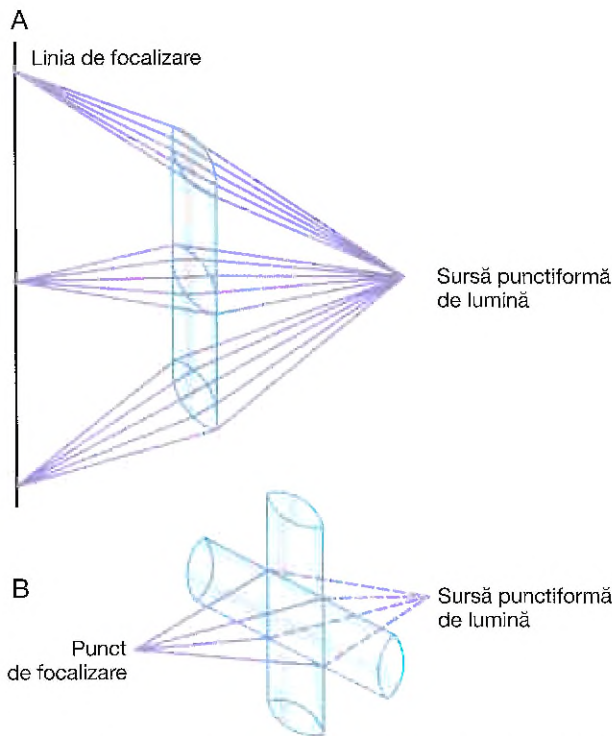 A
Linia de focalizare
Sursă punctiformă
de lumină
B
Sursă punctiformă
de lumină
Punct
de focalizare